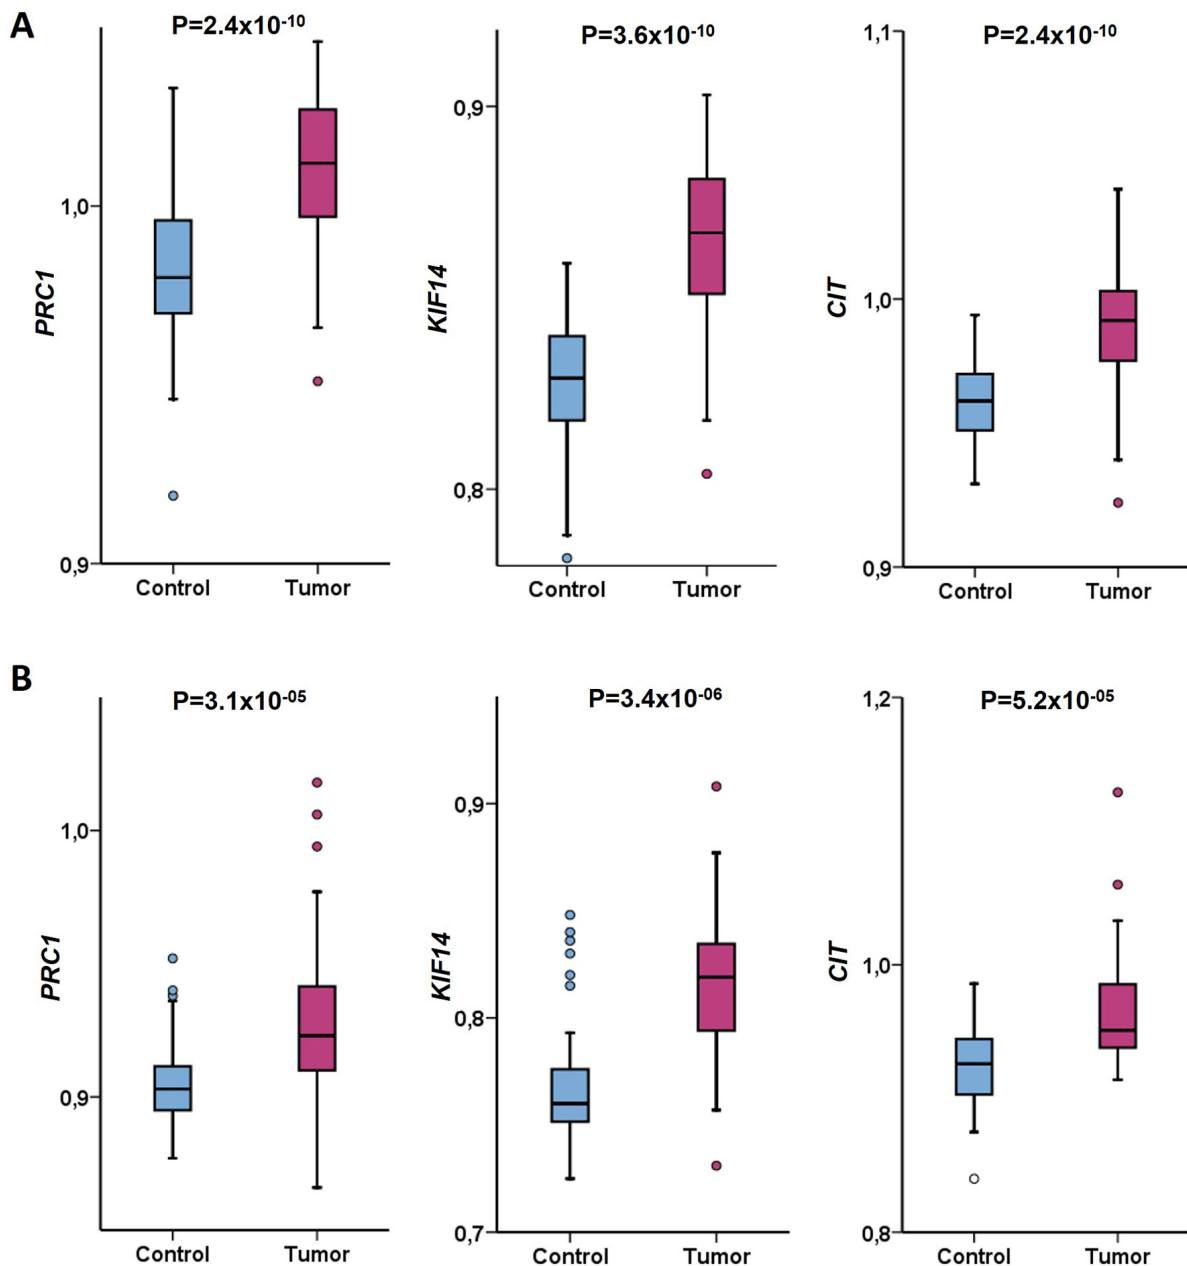 A
P=2.4x10⁻¹⁰
P=3.6x10⁻¹⁰
P=2.4x10⁻¹⁰
PRC1
1,0
0,9
Control
Tumor
KIF14
0,9
0,8
Control
Tumor
CIT
1,1
1,0
0,9
Control
Tumor
B
P=3.1x10⁻⁰⁵
P=3.4x10⁻⁰⁶
P=5.2x10⁻⁰⁵
PRC1
1,0
0,9
Control
Tumor
KIF14
0,9
0,8
0,7
Control
Tumor
CIT
1,2
1,0
0,8
Control
Tumor